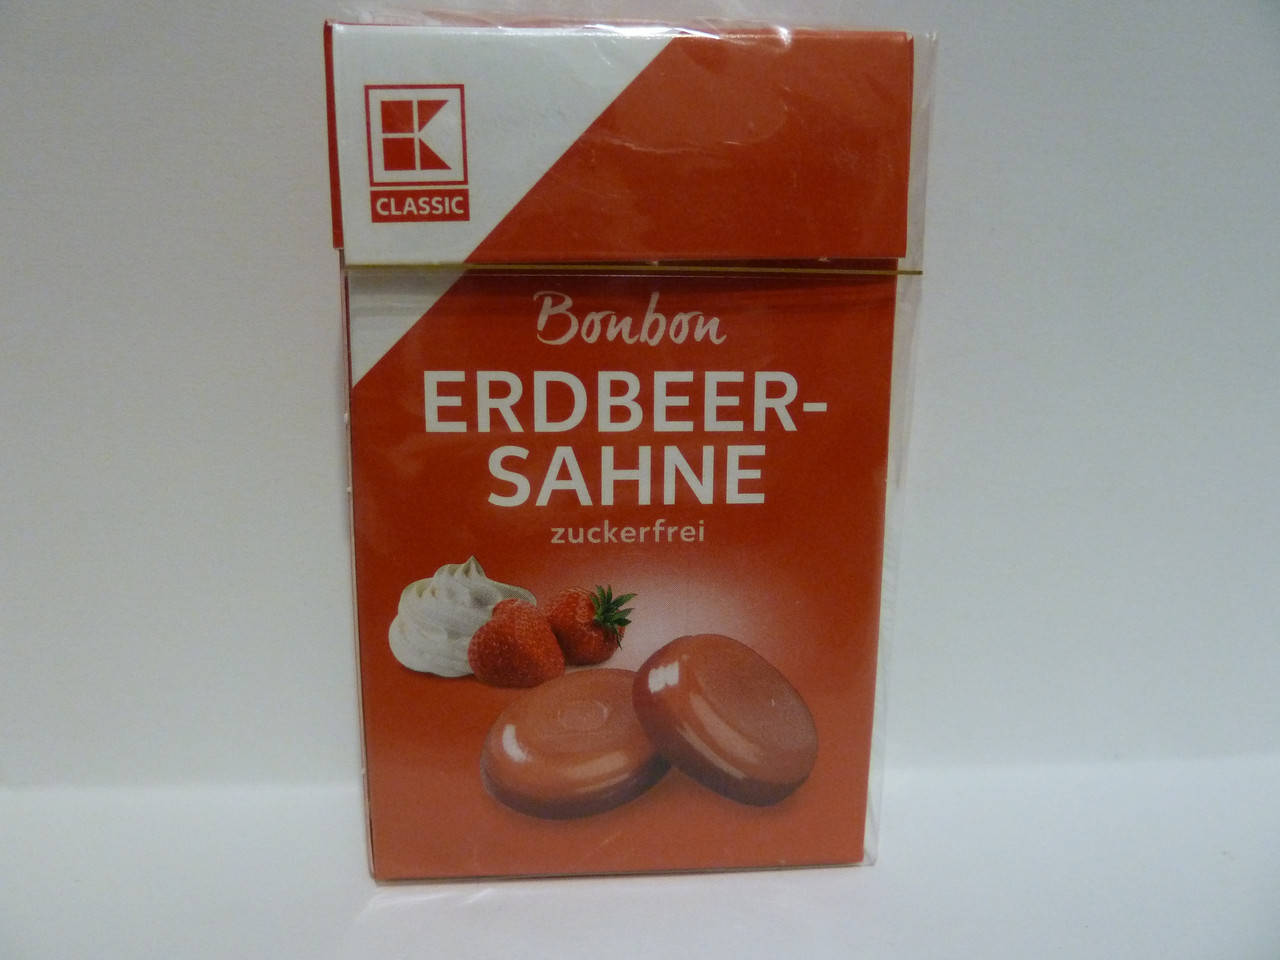 K
CLASSIC
Bonbon
ERDBEER-
SAHNE
zuckerfrei